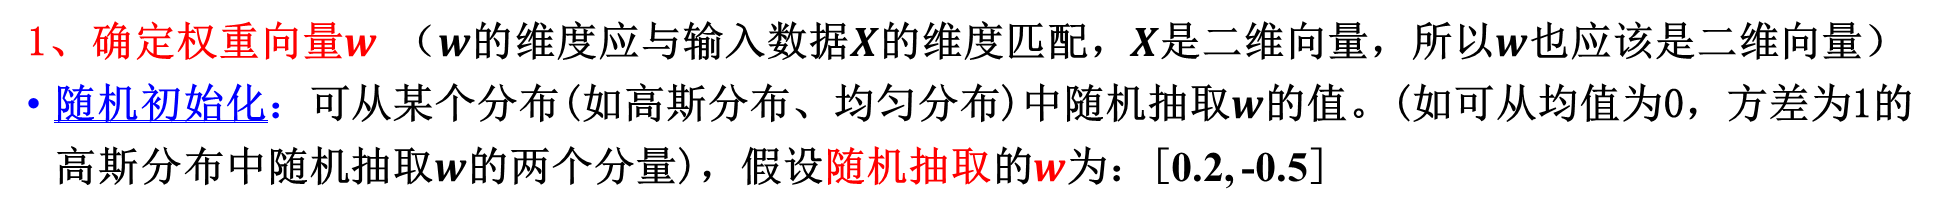 1、确定权重向量w （w的维度应与输入数据X的维度匹配，X是二维向量，所以w也应该是二维向量）
• 随机初始化：可从某个分布(如高斯分布、均匀分布)中随机抽取w的值。(如可从均值为0，方差为1的
高斯分布中随机抽取w的两个分量)，假设随机抽取的w为：[0.2, -0.5]